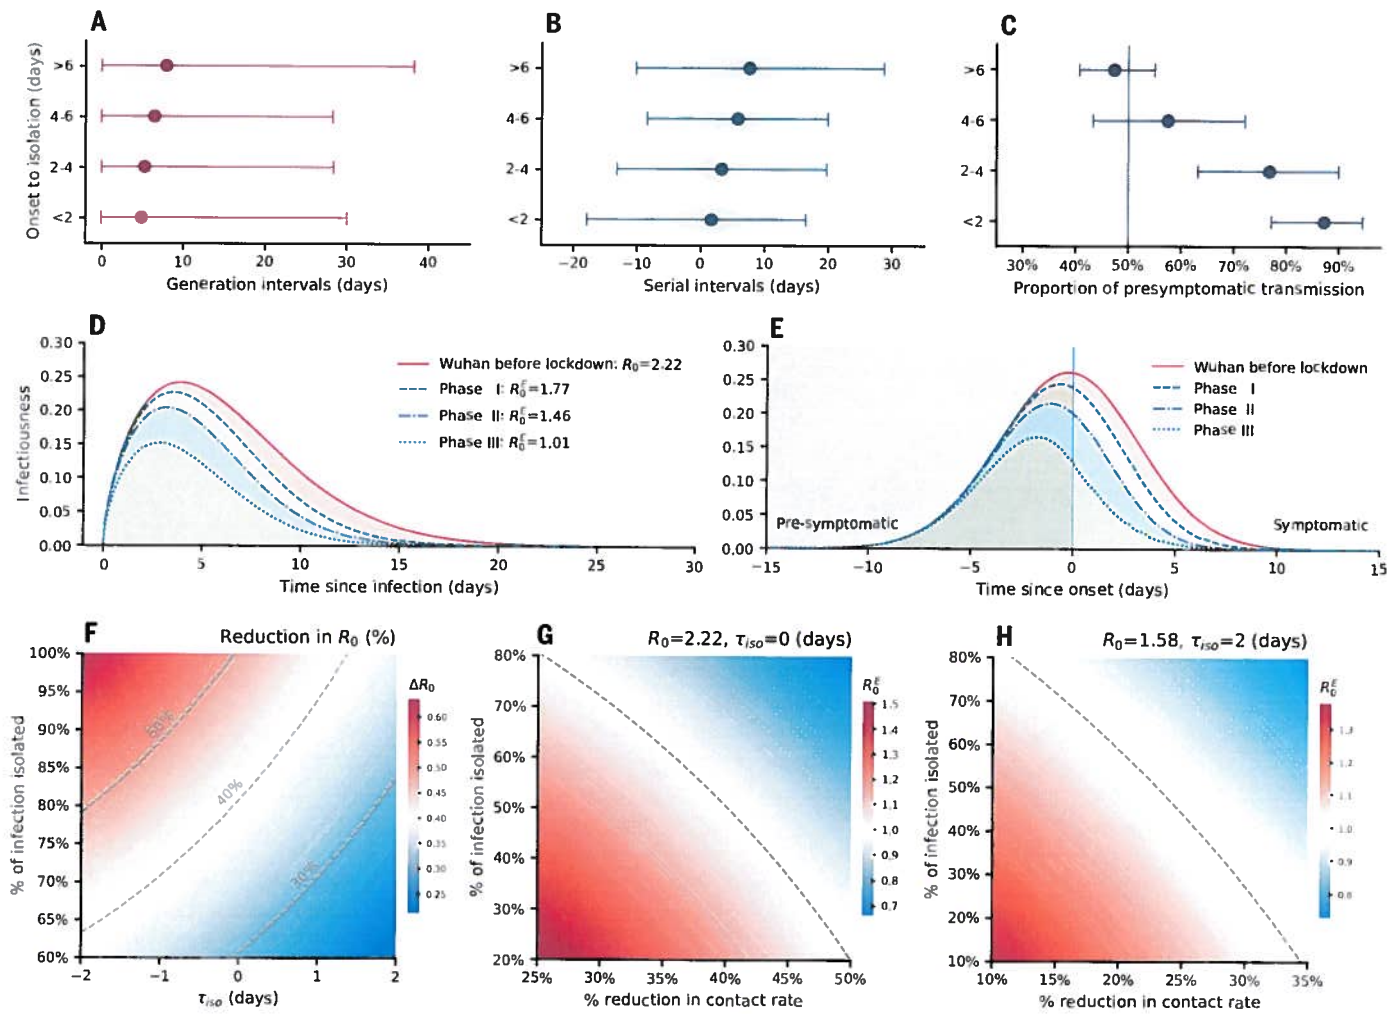 A
B
C
Onset to isolation (days)
>6
4-6
2-4
<2
0 10 20 30 40
Generation intervals (days)
>6
4-6
2-4
<2
−20 −10 0 10 20 30
Serial intervals (days)
>6
4-6
2-4
<2
30% 40% 50% 60% 70% 80% 90%
Proportion of presymptomatic transmission
D
Infectiousness
0.30
0.25
0.20
0.15
0.10
0.05
0.00
Wuhan before lockdown: R₀=2.22
Phase I: R₀ᴱ=1.77
Phase II: R₀ᴱ=1.46
Phase III: R₀ᴱ=1.01
0 5 10 15 20 25 30
Time since infection (days)
E
0.30
0.25
0.20
0.15
0.10
0.05
0.00
Wuhan before lockdown
Phase I
Phase II
Phase III
Pre-symptomatic
Symptomatic
−15 −10 −5 0 5 10 15
Time since onset (days)
F
Reduction in R₀ (%)
% of infection isolated
100%
95%
90%
85%
80%
75%
70%
65%
60%
50%
40%
30%
−2 −1 0 1 2
τiso (days)
ΔR₀
0.60
0.55
0.50
0.45
0.40
0.35
0.30
0.25
G
R₀=2.22, τiso=0 (days)
% of infection isolated
80%
70%
60%
50%
40%
30%
20%
25% 30% 35% 40% 45% 50%
% reduction in contact rate
R₀ᴱ
1.5
1.4
1.3
1.2
1.1
1.0
0.9
0.8
0.7
H
R₀=1.58, τiso=2 (days)
% of infection isolated
80%
70%
60%
50%
40%
30%
20%
10%
10% 15% 20% 25% 30% 35%
% reduction in contact rate
R₀ᴱ
1.3
1.2
1.1
1.0
0.9
0.8